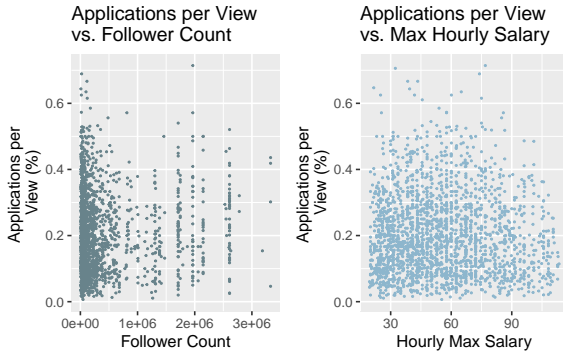 Applications per View
vs. Follower Count
Applications per
View (%)
0.6
0.4
0.2
0.0
0e+00
1e+06
2e+06
3e+06
Follower Count
Applications per View
vs. Max Hourly Salary
Applications per
View (%)
0.6
0.4
0.2
0.0
30
60
90
Hourly Max Salary